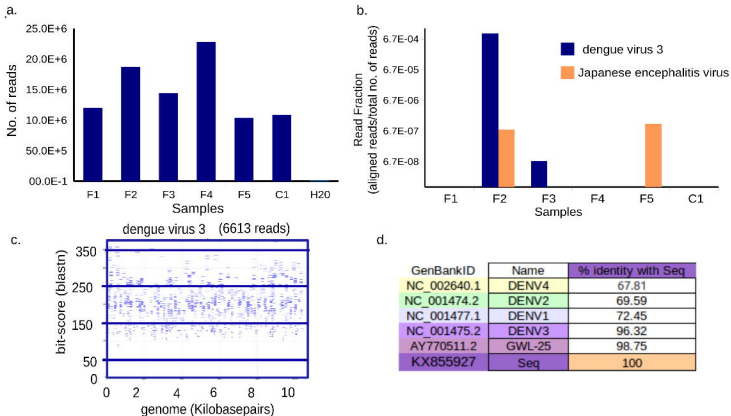 a.
25.0E+6
20.0E+6
15.0E+6
10.0E+6
50.0E+5
00.0E-1
No. of reads
F1 F2 F3 F4 F5 C1 H20
Samples
b.
6.7E-04
6.7E-05
6.7E-06
6.7E-07
6.7E-08
Read Fraction
(aligned reads/total no. of reads)
dengue virus 3
Japanese encephalitis virus
F1 F2 F3 F4 F5 C1
Samples
c.
dengue virus 3 (6613 reads)
350
250
150
50
0
bit-score (blastn)
0 2 4 6 8 10
genome (Kilobasepairs)
d.
GenBankID Name % identity with Seq
NC_002640.1 DENV4 67.81
NC_001474.2 DENV2 69.59
NC_001477.1 DENV1 72.45
NC_001475.2 DENV3 96.32
AY770511.2 GWL-25 98.75
KX855927 Seq 100